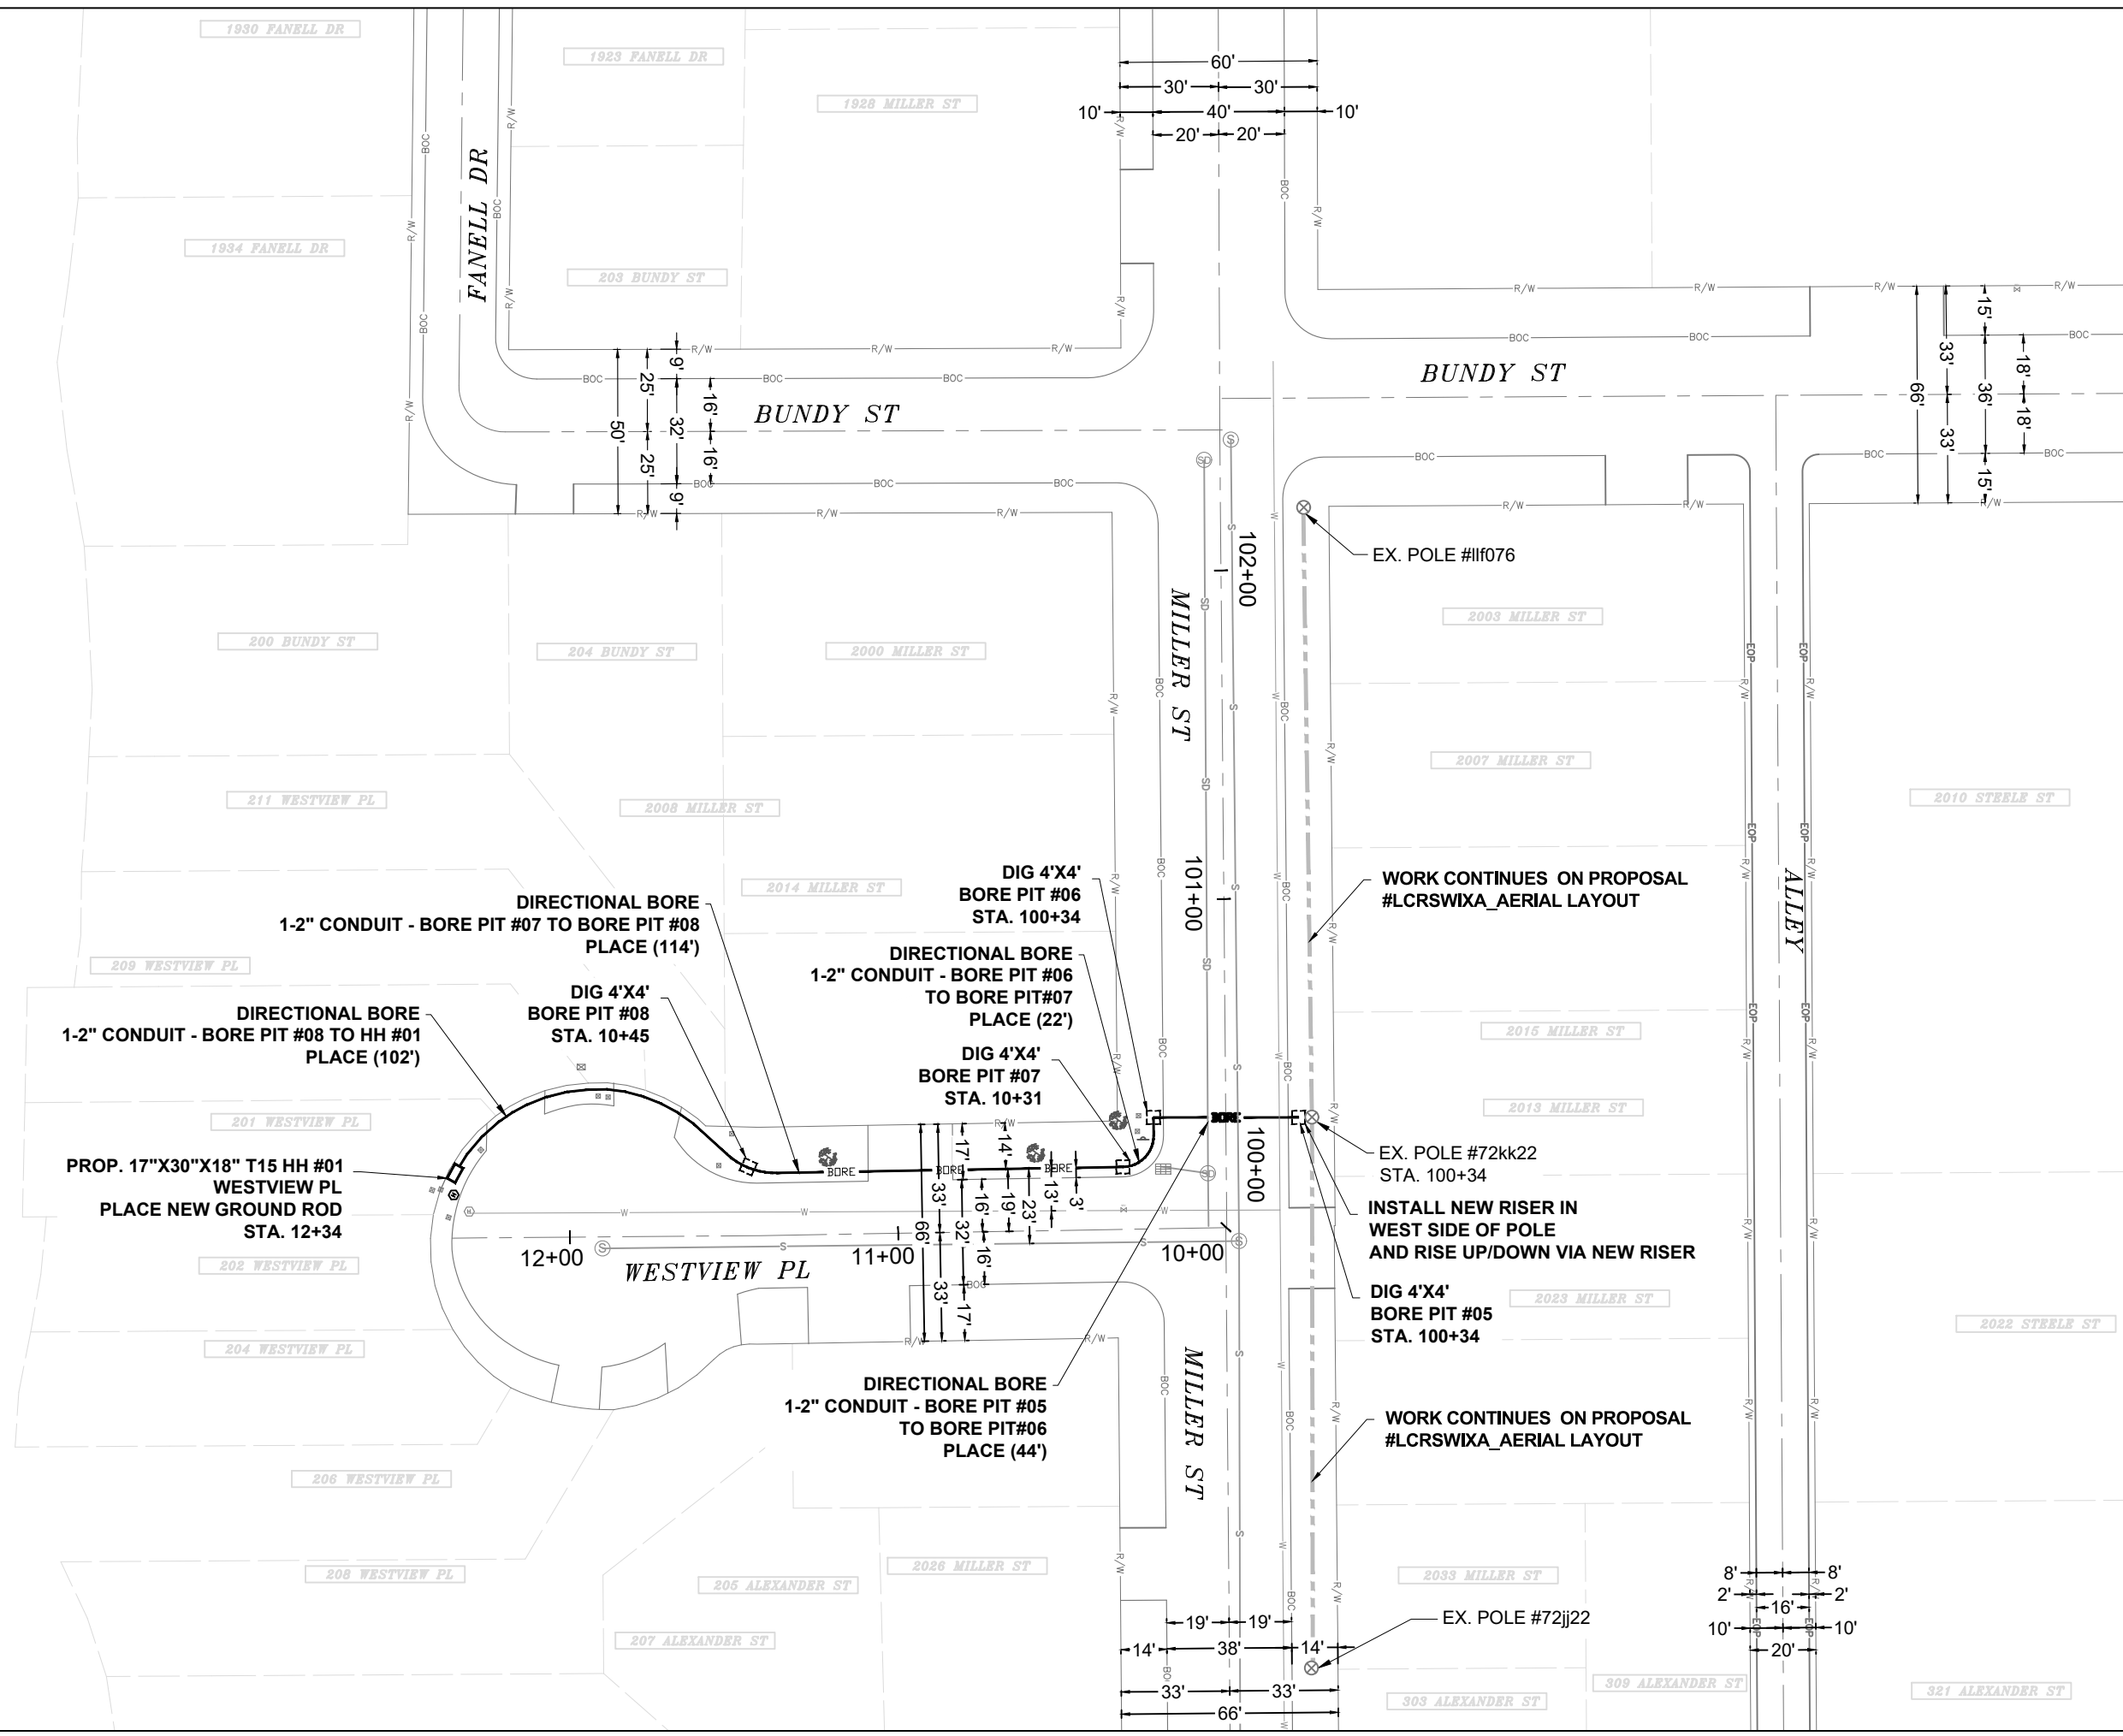 1930 FANELL DR
1923 FANELL DR
1928 MILLER ST
1934 FANELL DR
203 BUNDY ST
FANELL DR
60'
30' 30'
10' 40' 10'
20' 20'
R/W
BOC
BUNDY ST
BUNDY ST
50'
25'
25'
9'
32'
9'
16'
16'
66'
33'
33'
15'
36'
15'
18'
18'
SD
S
W
EX. POLE #llf076
102+00
MILLER ST
200 BUNDY ST
204 BUNDY ST
2000 MILLER ST
2003 MILLER ST
2007 MILLER ST
211 WESTVIEW PL
2008 MILLER ST
2010 STEELE ST
EOP
ALLEY
101+00
2014 MILLER ST
209 WESTVIEW PL
2015 MILLER ST
2013 MILLER ST
DIRECTIONAL BORE
1-2" CONDUIT - BORE PIT #07 TO BORE PIT #08
PLACE (114')
DIG 4'X4'
BORE PIT #06
STA. 100+34
WORK CONTINUES ON PROPOSAL
#LCRSWIXA_AERIAL LAYOUT
DIRECTIONAL BORE
1-2" CONDUIT - BORE PIT #06
TO BORE PIT#07
PLACE (22')
DIG 4'X4'
BORE PIT #08
STA. 10+45
DIRECTIONAL BORE
1-2" CONDUIT - BORE PIT #08 TO HH #01
PLACE (102')
DIG 4'X4'
BORE PIT #07
STA. 10+31
201 WESTVIEW PL
PROP. 17"X30"X18" T15 HH #01
WESTVIEW PL
PLACE NEW GROUND ROD
STA. 12+34
BORE
BORE
BORE
BORE
100+00
66'
33'
33'
17'
32'
17'
14'
16'
16'
19'
23'
13'
3'
EX. POLE #72kk22
STA. 100+34
INSTALL NEW RISER IN
WEST SIDE OF POLE
AND RISE UP/DOWN VIA NEW RISER
DIG 4'X4'
BORE PIT #05
STA. 100+34
12+00
11+00
10+00
WESTVIEW PL
202 WESTVIEW PL
204 WESTVIEW PL
2023 MILLER ST
2022 STEELE ST
DIRECTIONAL BORE
1-2" CONDUIT - BORE PIT #05
TO BORE PIT#06
PLACE (44')
MILLER ST
WORK CONTINUES ON PROPOSAL
#LCRSWIXA_AERIAL LAYOUT
206 WESTVIEW PL
208 WESTVIEW PL
205 ALEXANDER ST
2026 MILLER ST
2033 MILLER ST
207 ALEXANDER ST
EX. POLE #72jj22
19' 19'
14' 38' 14'
33' 33'
66'
8' 8'
2' 2'
16'
10' 10'
20'
303 ALEXANDER ST
309 ALEXANDER ST
321 ALEXANDER ST